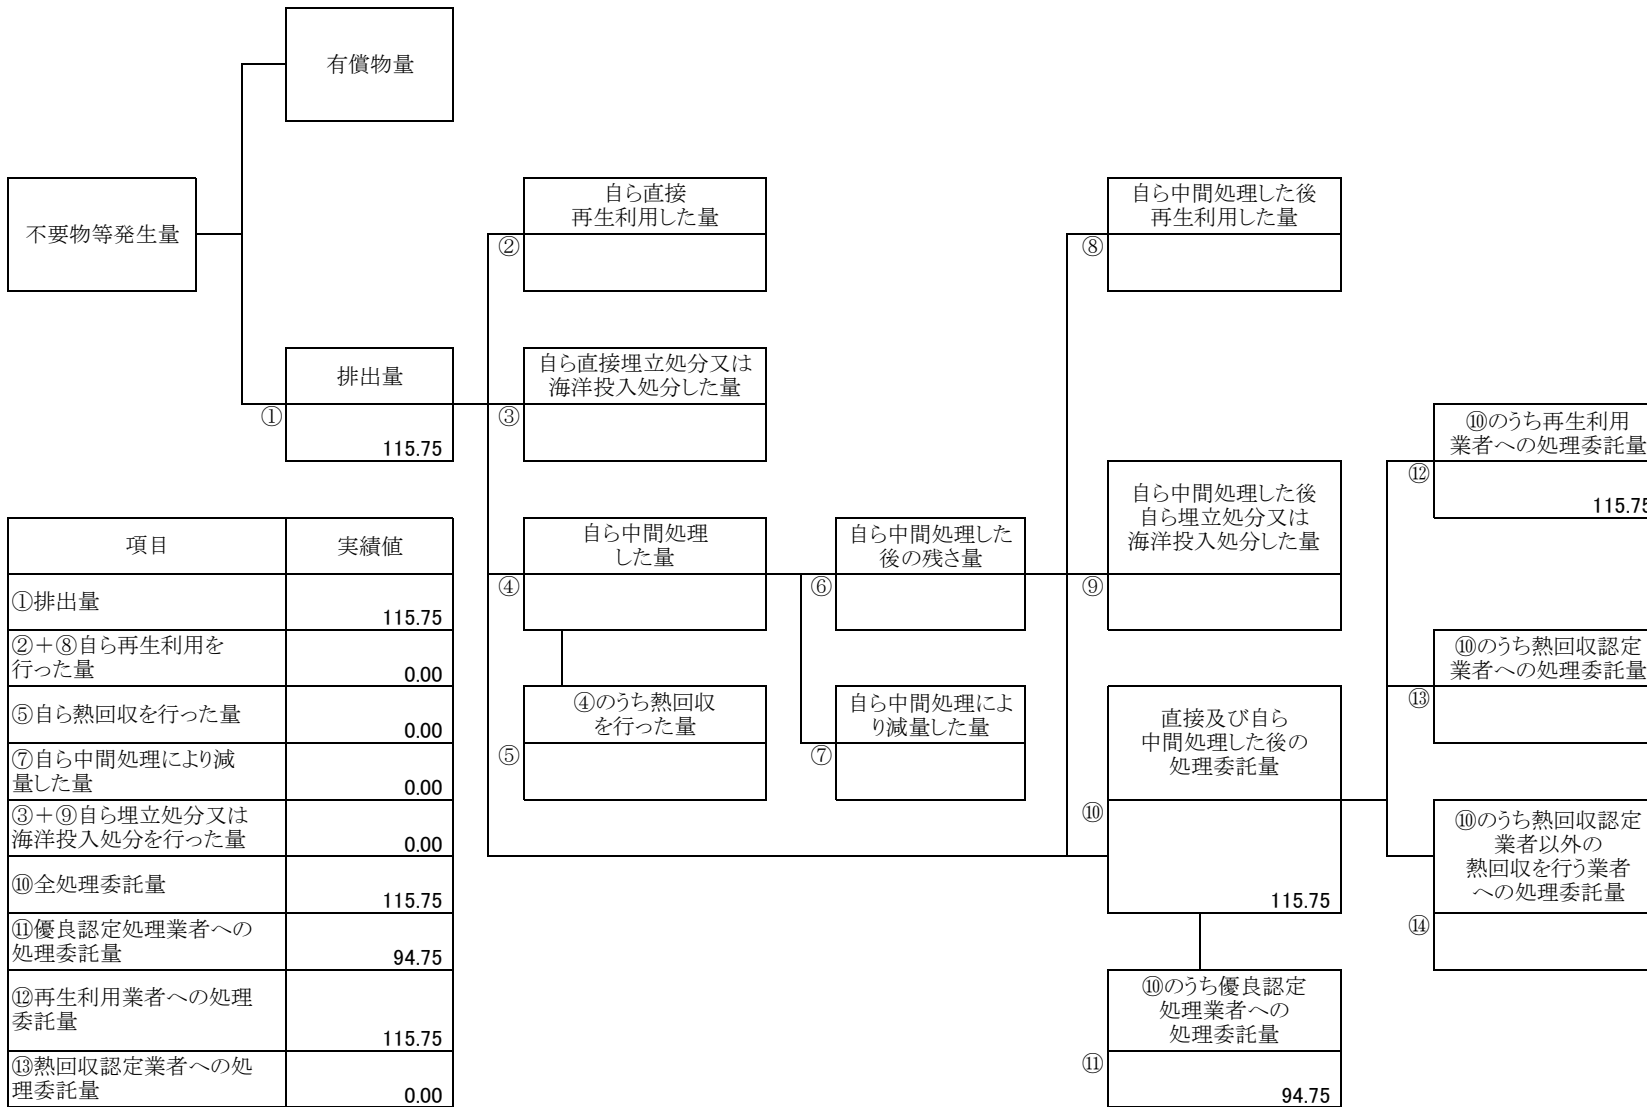 有償物量
不要物等発生量
排出量
①
115.75
自ら直接
再生利用した量
②
自ら直接埋立処分又は
海洋投入処分した量
③
自ら中間処理
した量
④
④のうち熱回収
を行った量
⑤
自ら中間処理した
後の残さ量
⑥
自ら中間処理によ
り減量した量
⑦
自ら中間処理した後
再生利用した量
⑧
自ら中間処理した後
自ら埋立処分又は
海洋投入処分した量
⑨
直接及び自ら
中間処理した後の
処理委託量
⑩
115.75
⑩のうち優良認定
処理業者への
処理委託量
⑪
94.75
⑩のうち再生利用
業者への処理委託量
⑫
115.75
⑩のうち熱回収認定
業者への処理委託量
⑬
⑩のうち熱回収認定
業者以外の
熱回収を行う業者
への処理委託量
⑭
項目 実績値
①排出量
115.75
②+⑧自ら再生利用を
行った量
0.00
⑤自ら熱回収を行った量
0.00
⑦自ら中間処理により減
量した量
0.00
③+⑨自ら埋立処分又は
海洋投入処分を行った量
0.00
⑩全処理委託量
115.75
⑪優良認定処理業者への
処理委託量
94.75
⑫再生利用業者への処理
委託量
115.75
⑬熱回収認定業者への処
理委託量
0.00